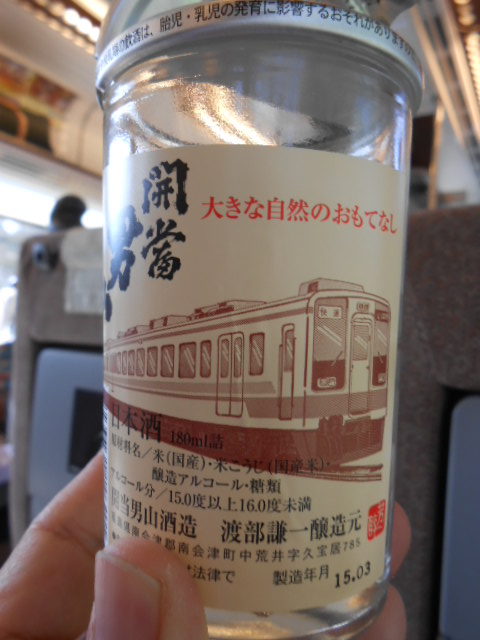 の飲酒は、胎児・乳児の発育に影響するおそれがあります
開當
男
大きな自然のおもてなし
快速
日本酒 180ml詰
原材料名/米(国産)・米こうじ(国産米)・
醸造アルコール・糖類
アルコール分/15.0度以上16.0度未満
開当男山酒造 渡部謙一醸造元
南会津郡南会津町中荒井字久宝居785
法律で 製造年月 15.03